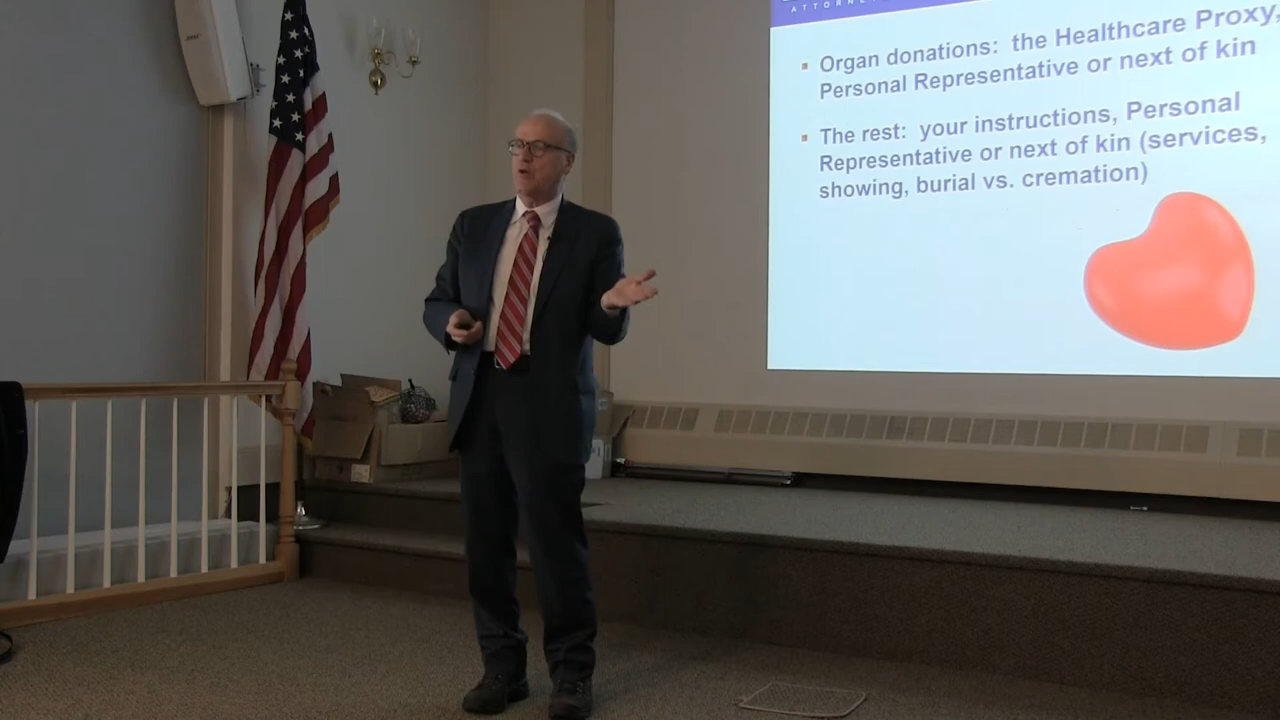 ATTORNE
Organ donations: the Healthcare Proxy,
Personal Representative or next of kin
The rest: your instructions, Personal
Representative or next of kin (services,
showing, burial vs. cremation)